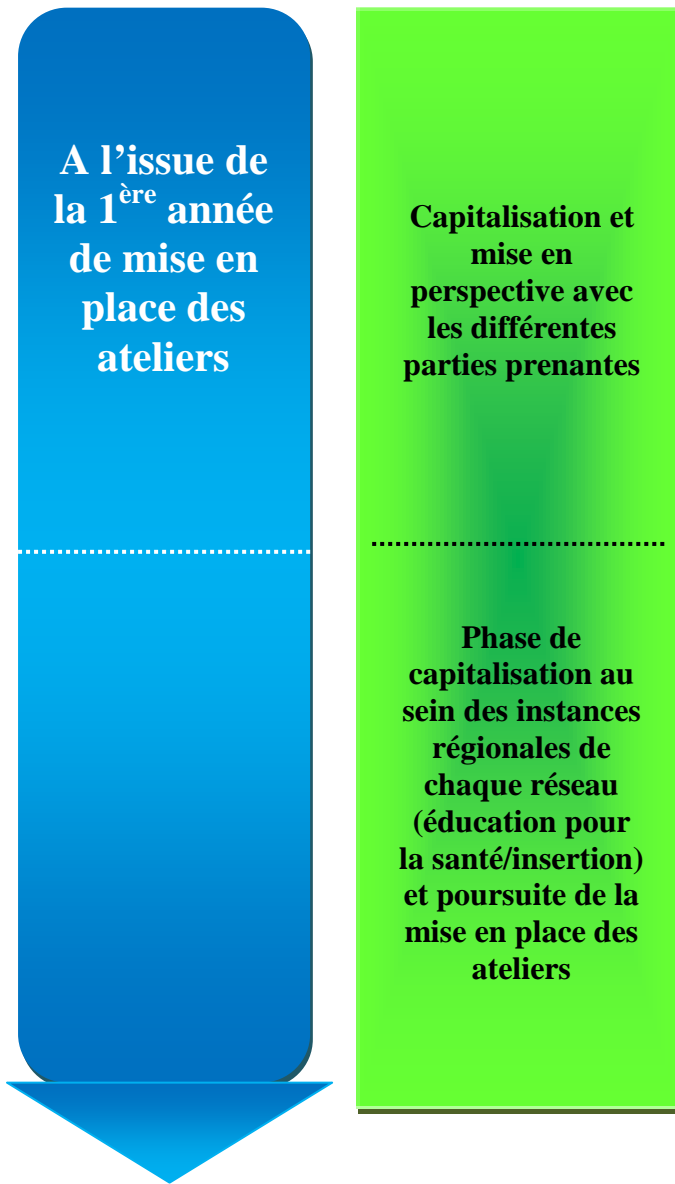 A l’issue de
la 1ère année
de mise en
place des
ateliers
Capitalisation et
mise en
perspective avec
les différentes
parties prenantes
Phase de
capitalisation au
sein des instances
régionales de
chaque réseau
(éducation pour
la santé/insertion)
et poursuite de la
mise en place des
ateliers